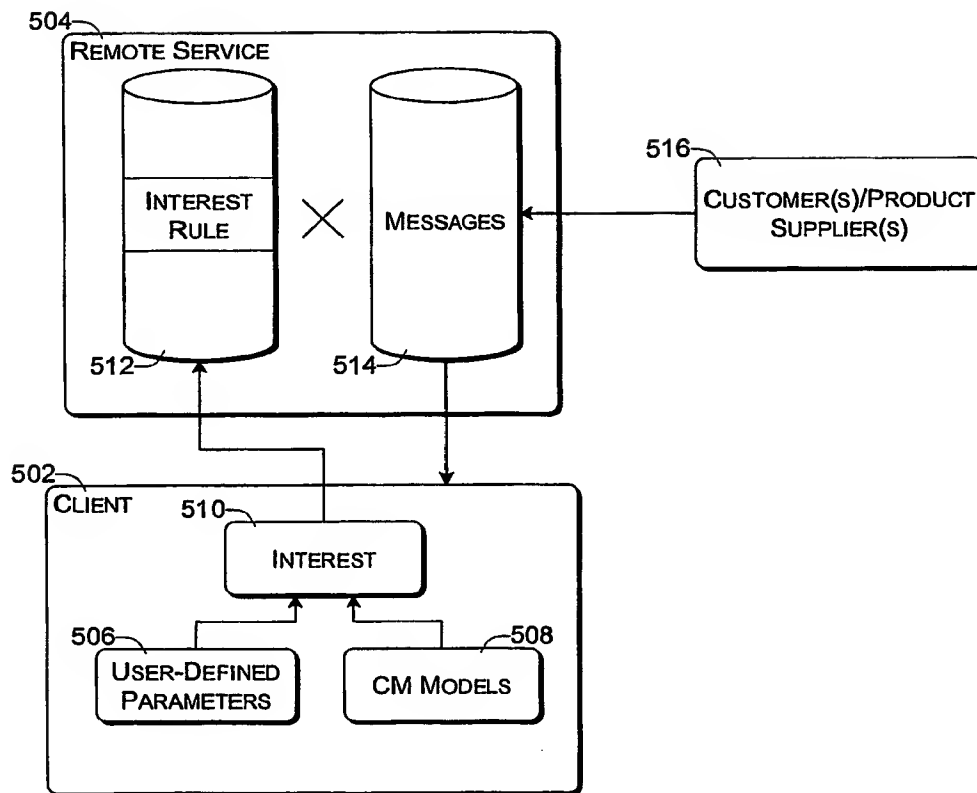 504
REMOTE SERVICE
INTEREST
RULE
MESSAGES
512
514
516
CUSTOMER(S)/PRODUCT
SUPPLIER(S)
502
CLIENT
510
INTEREST
506
USER-DEFINED
PARAMETERS
508
CM MODELS